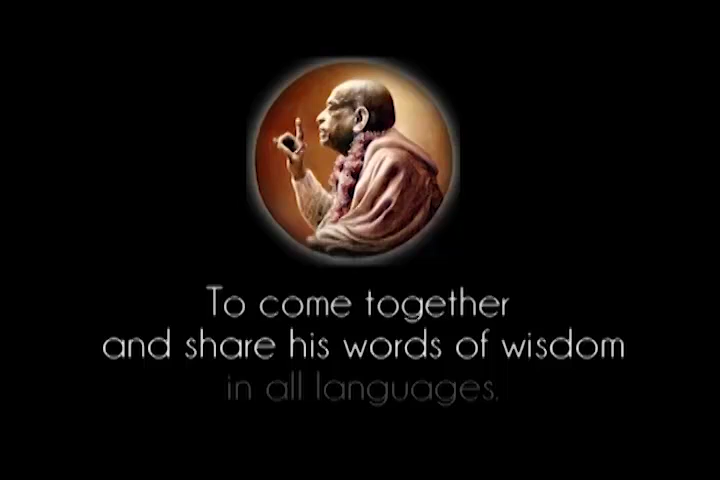 To come together
and share his words of wisdom
in all languages.